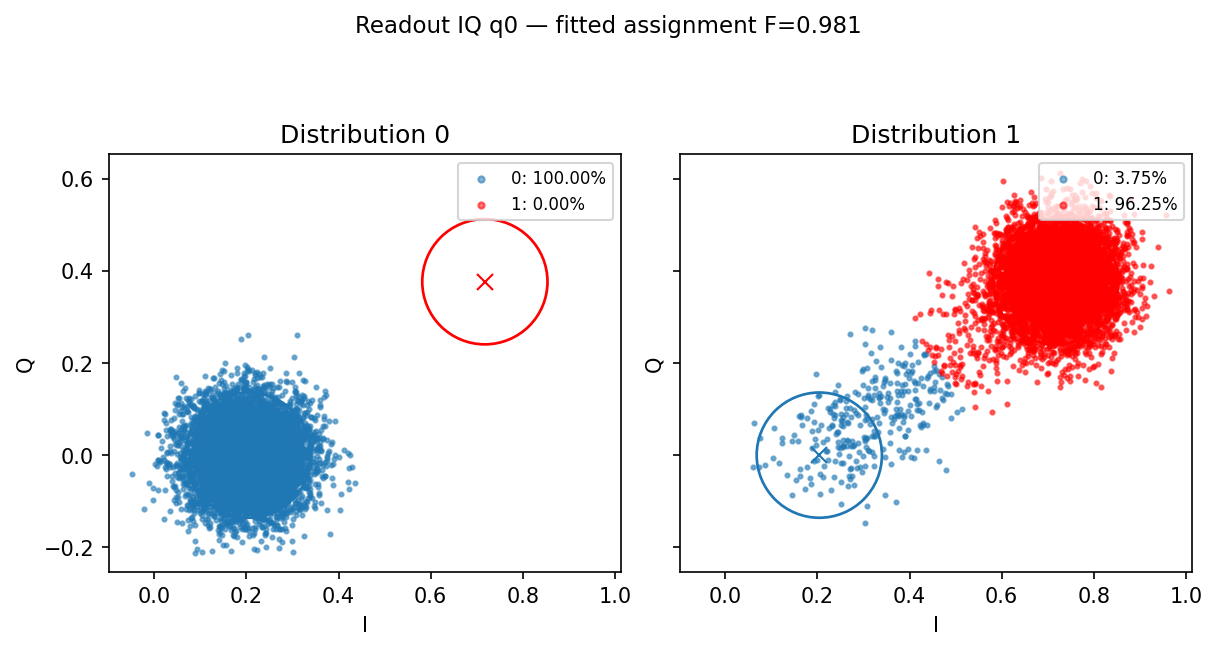 Readout IQ q0 — fitted assignment F=0.981
Distribution 0
Distribution 1
0: 100.00%
1: 0.00%
0: 3.75%
1: 96.25%
Q
0.6
0.4
0.2
0.0
−0.2
0.0 0.2 0.4 0.6 0.8 1.0
I
Q
0.0 0.2 0.4 0.6 0.8 1.0
I